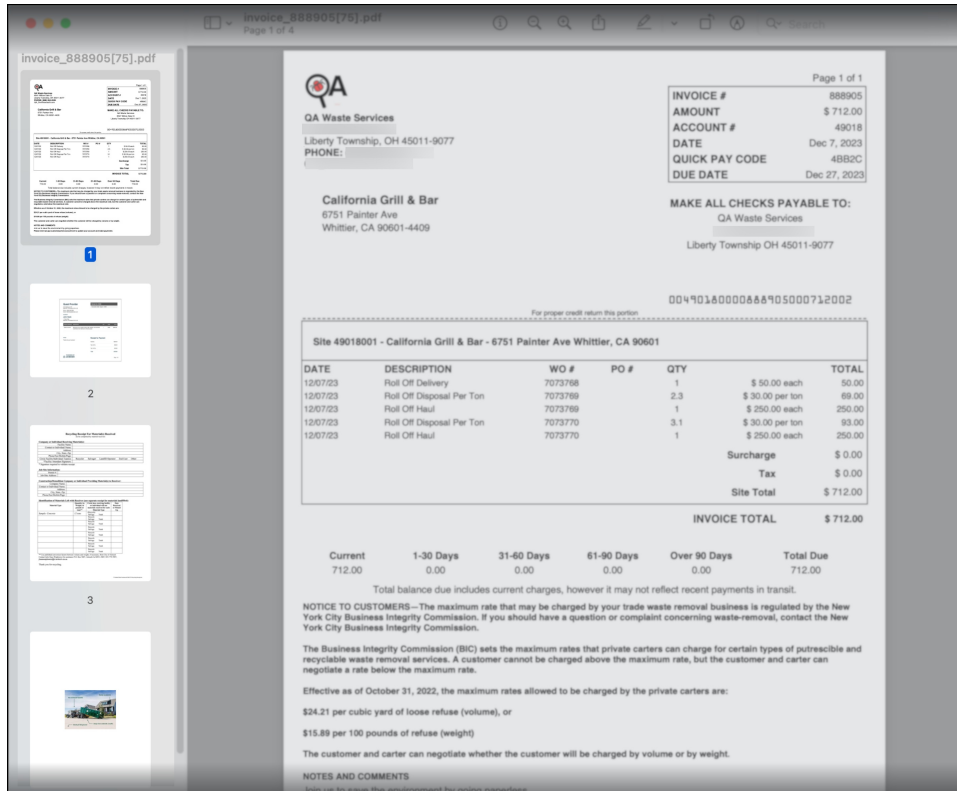 invoice_888905[75].pdf
Page 1 of 4
Search
invoice_888905[75].pdf
1
2
3
QA
QA Waste Services
Liberty Township, OH 45011-9077
PHONE:
Page 1 of 1
INVOICE # 888905
AMOUNT $ 712.00
ACCOUNT # 49018
DATE Dec 7, 2023
QUICK PAY CODE 4BB2C
DUE DATE Dec 27, 2023
California Grill & Bar
6751 Painter Ave
Whittier, CA 90601-4409
MAKE ALL CHECKS PAYABLE TO:
QA Waste Services
Liberty Township OH 45011-9077
00490180000888905000712002
For proper credit return this portion
Site 49018001 - California Grill & Bar - 6751 Painter Ave Whittier, CA 90601
DATE DESCRIPTION WO # PO # QTY TOTAL
12/07/23 Roll Off Delivery 7073768 1 $ 50.00 each 50.00
12/07/23 Roll Off Disposal Per Ton 7073769 2.3 $ 30.00 per ton 69.00
12/07/23 Roll Off Haul 7073769 1 $ 250.00 each 250.00
12/07/23 Roll Off Disposal Per Ton 7073770 3.1 $ 30.00 per ton 93.00
12/07/23 Roll Off Haul 7073770 1 $ 250.00 each 250.00
Surcharge $ 0.00
Tax $ 0.00
Site Total $ 712.00
INVOICE TOTAL $ 712.00
Current 1-30 Days 31-60 Days 61-90 Days Over 90 Days Total Due
712.00 0.00 0.00 0.00 0.00 712.00
Total balance due includes current charges, however it may not reflect recent payments in transit.
NOTICE TO CUSTOMERS—The maximum rate that may be charged by your trade waste removal business is regulated by the New
York City Business Integrity Commission. If you should have a question or complaint concerning waste-removal, contact the New
York City Business Integrity Commission.
The Business Integrity Commission (BIC) sets the maximum rates that private carters can charge for certain types of putrescible and
recyclable waste removal services. A customer cannot be charged above the maximum rate, but the customer and carter can
negotiate a rate below the maximum rate.
Effective as of October 31, 2022, the maximum rates allowed to be charged by the private carters are:
$24.21 per cubic yard of loose refuse (volume), or
$15.89 per 100 pounds of refuse (weight)
The customer and carter can negotiate whether the customer will be charged by volume or by weight.
NOTES AND COMMENTS
Join us to save the environment by going paperless